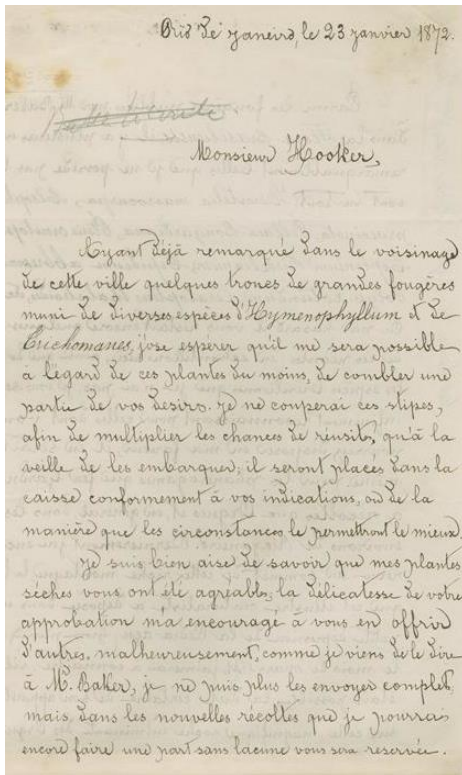 Rio de Janeiro, le 23 janvier 1872.
Monsieur Hooker,
Ayant déjà remarqué dans le voisinage
de cette ville quelques troncs de grandes fougères
muni de diverses espèces d'Hymenophyllum et de
Trichomanes, j'ose esperer qu'il me sera possible
à l'égard de ces plantes du moins, de combler une
partie de vos desirs. Je ne couperai ces stipes,
afin de multiplier les chances de réusite, qu'à la
veille de les embarquer; il seront placés dans la
caisse conformement à vos indications, ou de la
manière que les circonstances le permettront le mieux.
Je suis bien aise de savoir que mes plantes
sèches vous ont été agréable, la délicatesse de votre
approbation m'a encouragé à vous en offrir
d'autres. malheureusement, comme je viens de le dire
à Mr. Baker, je ne puis plus les envoyer complet,
mais, dans les nouvelles récoltes que je pourrai
encore faire une part sans lacune vous sera reservée.